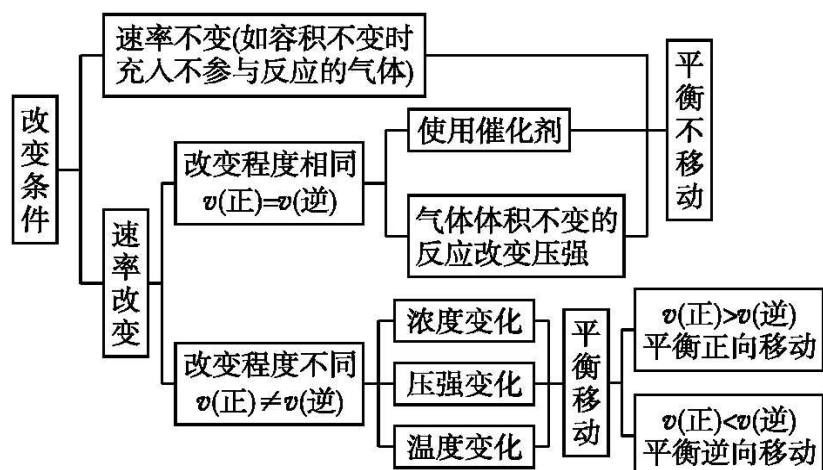 改变条件
速率不变(如容积不变时
充入不参与反应的气体)
速率改变
改变程度相同
v(正)=v(逆)
使用催化剂
气体体积不变的
反应改变压强
平衡不移动
改变程度不同
v(正)≠v(逆)
浓度变化
压强变化
温度变化
平衡移动
v(正)>v(逆)
平衡正向移动
v(正)<v(逆)
平衡逆向移动